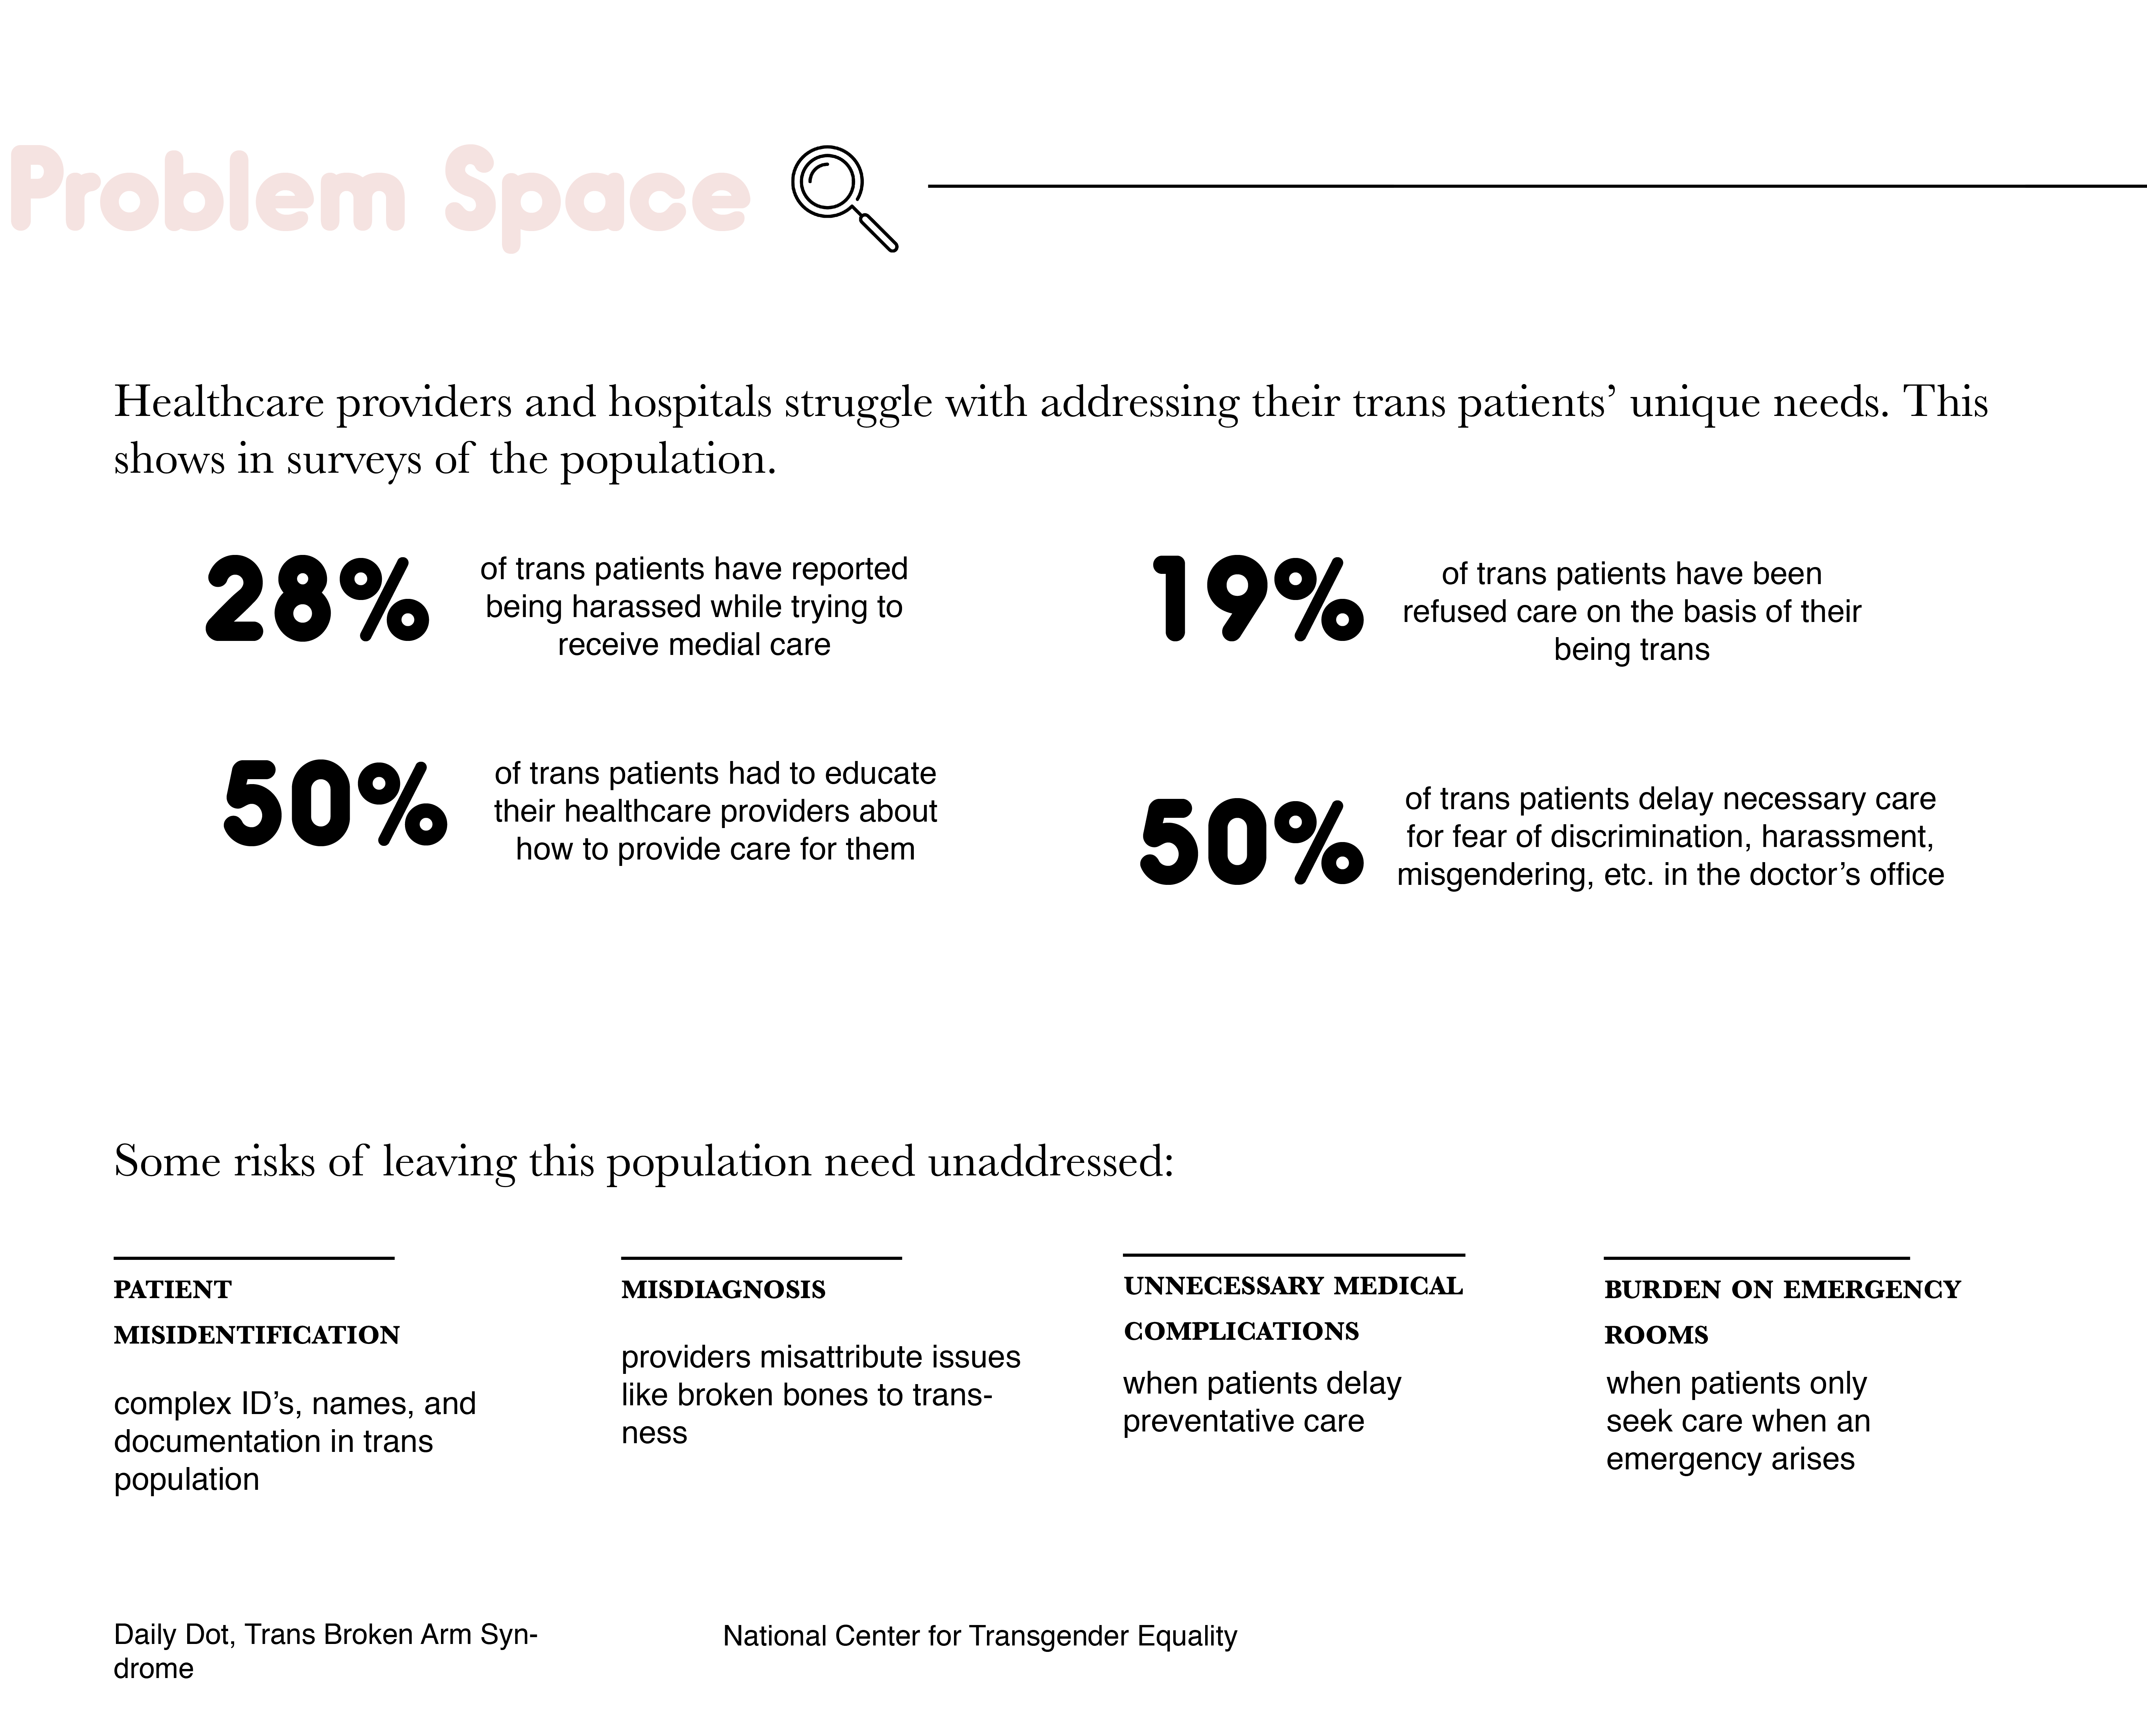 Problem Space
Healthcare providers and hospitals struggle with addressing their trans patients’ unique needs. This
shows in surveys of the population.
28%
of trans patients have reported
being harassed while trying to
receive medial care
19%
of trans patients have been
refused care on the basis of their
being trans
50%
of trans patients had to educate
their healthcare providers about
how to provide care for them
50%
of trans patients delay necessary care
for fear of discrimination, harassment,
misgendering, etc. in the doctor’s office
Some risks of leaving this population need unaddressed:
PATIENT
MISIDENTIFICATION
complex ID’s, names, and
documentation in trans
population
MISDIAGNOSIS
providers misattribute issues
like broken bones to trans-
ness
UNNECESSARY MEDICAL
COMPLICATIONS
when patients delay
preventative care
BURDEN ON EMERGENCY
ROOMS
when patients only
seek care when an
emergency arises
Daily Dot, Trans Broken Arm Syn-
drome
National Center for Transgender Equality